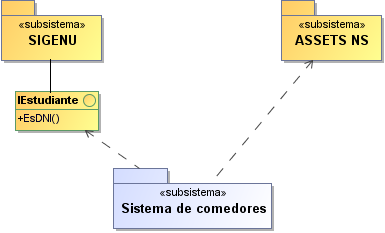 «subsistema»
SIGENU
«subsistema»
ASSETS NS
IEstudiante
+EsDNI()
«subsistema»
Sistema de comedores